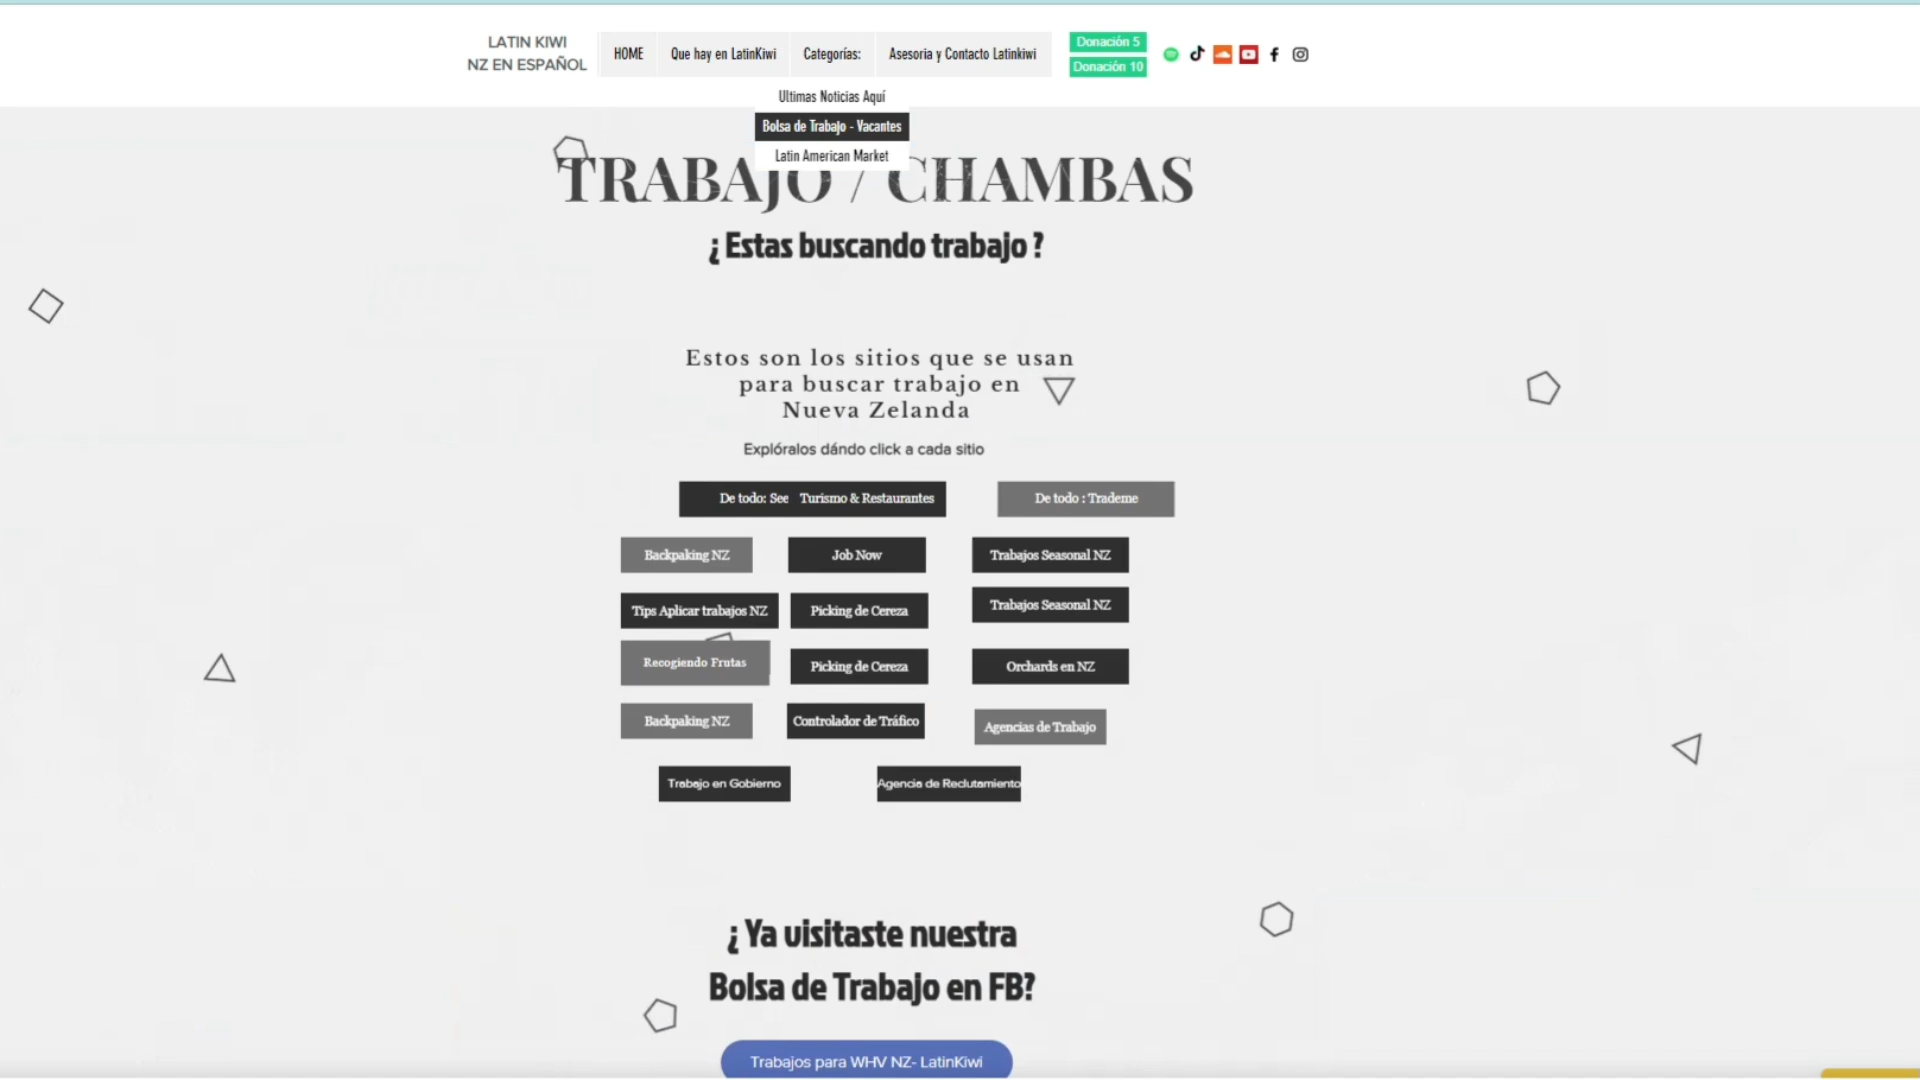 LATIN KIWI
NZ EN ESPAÑOL
HOME
Que hay en LatinKiwi
Categorías:
Asesoria y Contacto Latinkiwi
Donación 5
Donación 10
Ultimas Noticias Aquí
Bolsa de Trabajo - Vacantes
Latin American Market
TRABAJO / CHAMBAS
¿ Estas buscando trabajo ?
Estos son los sitios que se usan
para buscar trabajo en
Nueva Zelanda
Explóralos dándo click a cada sitio
De todo: See
Turismo & Restaurantes
De todo : Trademe
Backpaking NZ
Job Now
Trabajos Seasonal NZ
Tips Aplicar trabajos NZ
Picking de Cereza
Trabajos Seasonal NZ
Recogiendo Frutas
Picking de Cereza
Orchards en NZ
Backpaking NZ
Controlador de Tráfico
Agencias de Trabajo
Trabajo en Gobierno
Agencia de Reclutamiento
¿ Ya visitaste nuestra
Bolsa de Trabajo en FB?
Trabajos para WHV NZ- LatinKiwi